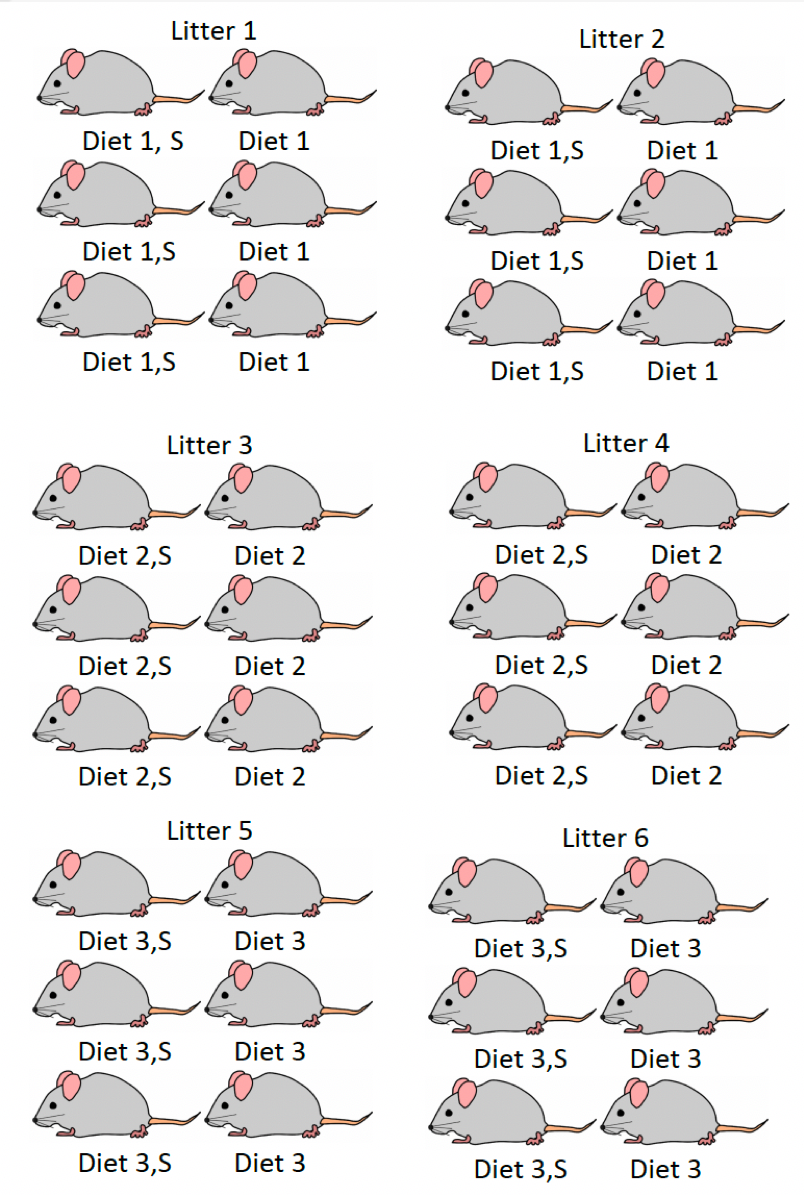 Litter 1
Diet 1, S Diet 1
Diet 1,S Diet 1
Diet 1,S Diet 1
Litter 2
Diet 1,S Diet 1
Diet 1,S Diet 1
Diet 1,S Diet 1
Litter 3
Diet 2,S Diet 2
Diet 2,S Diet 2
Diet 2,S Diet 2
Litter 4
Diet 2,S Diet 2
Diet 2,S Diet 2
Diet 2,S Diet 2
Litter 5
Diet 3,S Diet 3
Diet 3,S Diet 3
Diet 3,S Diet 3
Litter 6
Diet 3,S Diet 3
Diet 3,S Diet 3
Diet 3,S Diet 3